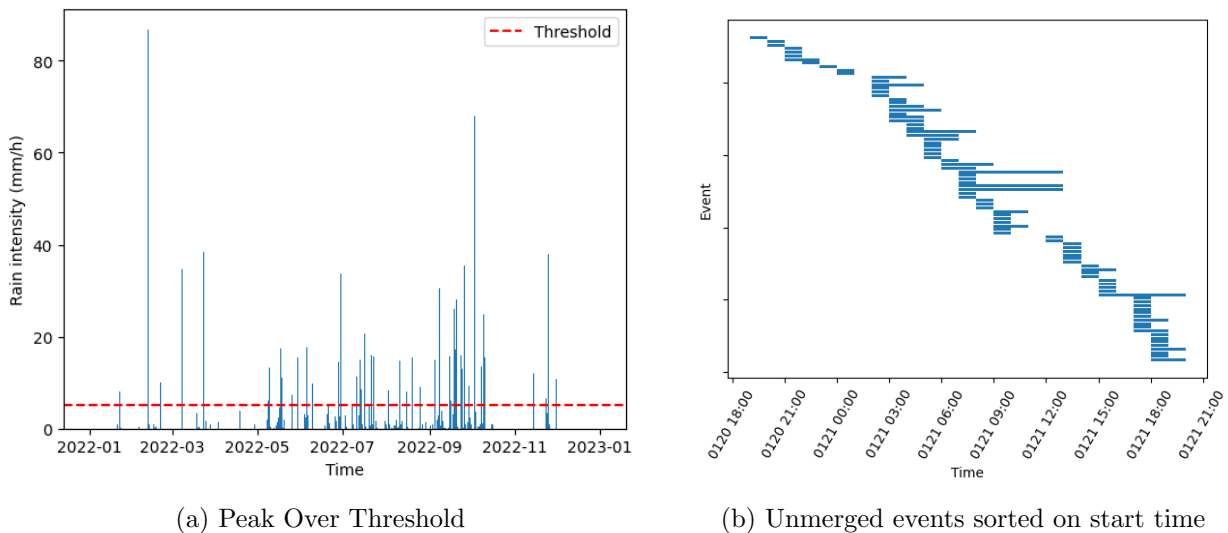 Rain intensity (mm/h)
80
60
40
20
0
Threshold
2022-01 2022-03 2022-05 2022-07 2022-09 2022-11 2023-01
Time
(a) Peak Over Threshold
Event
0120 18:00 0120 21:00 0121 00:00 0121 03:00 0121 06:00 0121 09:00 0121 12:00 0121 15:00 0121 18:00 0121 21:00
Time
(b) Unmerged events sorted on start time